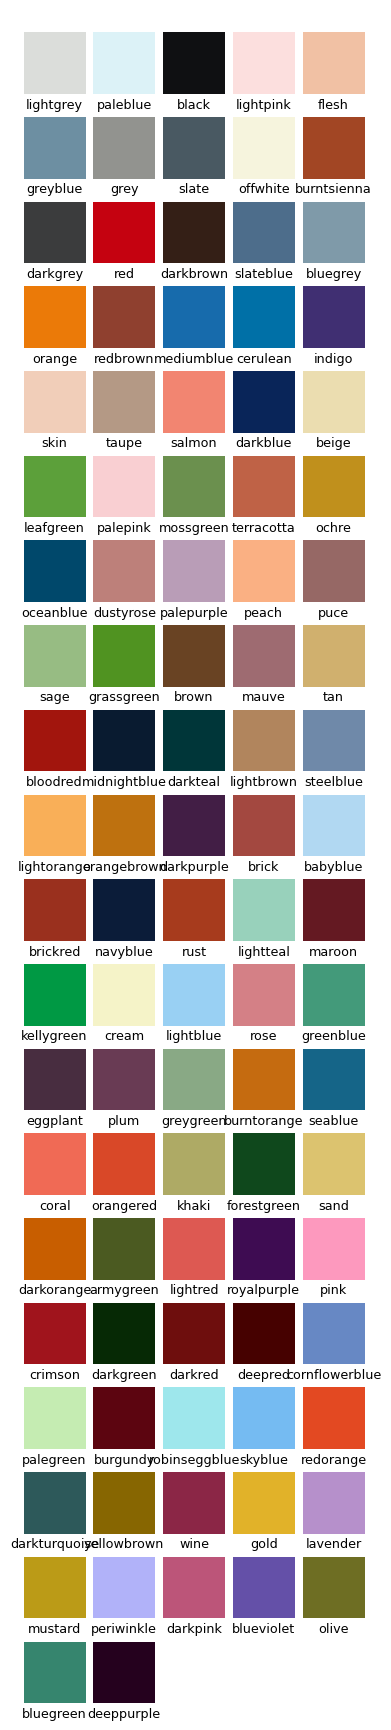 lightgrey paleblue black lightpink flesh
greyblue grey slate offwhite burntsienna
darkgrey red darkbrown slateblue bluegrey
orange redbrown mediumblue cerulean indigo
skin taupe salmon darkblue beige
leafgreen palepink mossgreen terracotta ochre
oceanblue dustyrose palepurple peach puce
sage grassgreen brown mauve tan
bloodred midnightblue darkteal lightbrown steelblue
lightorange orangebrown darkpurple brick babyblue
brickred navyblue rust lightteal maroon
kellygreen cream lightblue rose greenblue
eggplant plum greygreen burntorange seablue
coral orangered khaki forestgreen sand
darkorange armygreen lightred royalpurple pink
crimson darkgreen darkred deepred cornflowerblue
palegreen burgundy robinseggblue skyblue redorange
darkturquoise yellowbrown wine gold lavender
mustard periwinkle darkpink blueviolet olive
bluegreen deeppurple